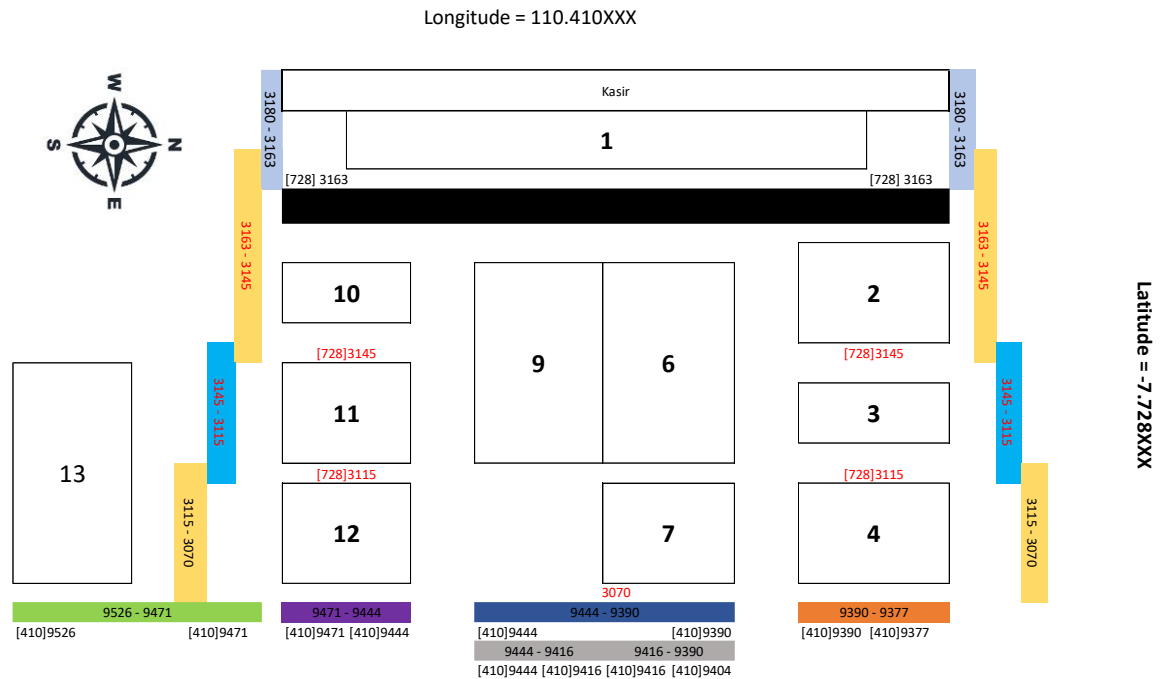 Longitude = 110.410XXX
W
S
N
E
3180 - 3163
Kasir
3180 - 3163
1
[728] 3163
[728] 3163
3163 - 3145
3163 - 3145
10
9
6
2
[728]3145
[728]3145
Latitude = -7.728XXX
3145 - 3115
3145 - 3115
13
11
3
[728]3115
[728]3115
3115 - 3070
3115 - 3070
12
7
4
3070
9526 - 9471
9471 - 9444
9444 - 9390
9390 - 9377
[410]9526
[410]9471
[410]9471 [410]9444
[410]9444
[410]9390
[410]9390 [410]9377
9444 - 9416
9416 - 9390
[410]9444 [410]9416 [410]9416 [410]9404